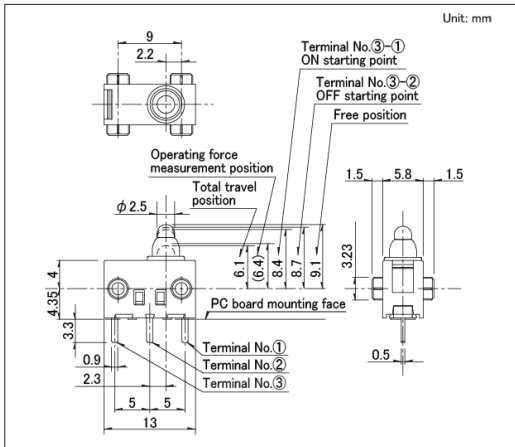 Unit: mm
9
2.2
Terminal No.③-①
ON starting point
Terminal No.③-②
OFF starting point
Free position
Operating force
measurement position
Total travel
position
φ2.5
1.5 5.8 1.5
3.23
6.1
(6.4)
8.4
8.7
9.1
4
4.35
PC board mounting face
3.3
0.9
2.3
Terminal No.①
Terminal No.②
Terminal No.③
0.5
5 5
13